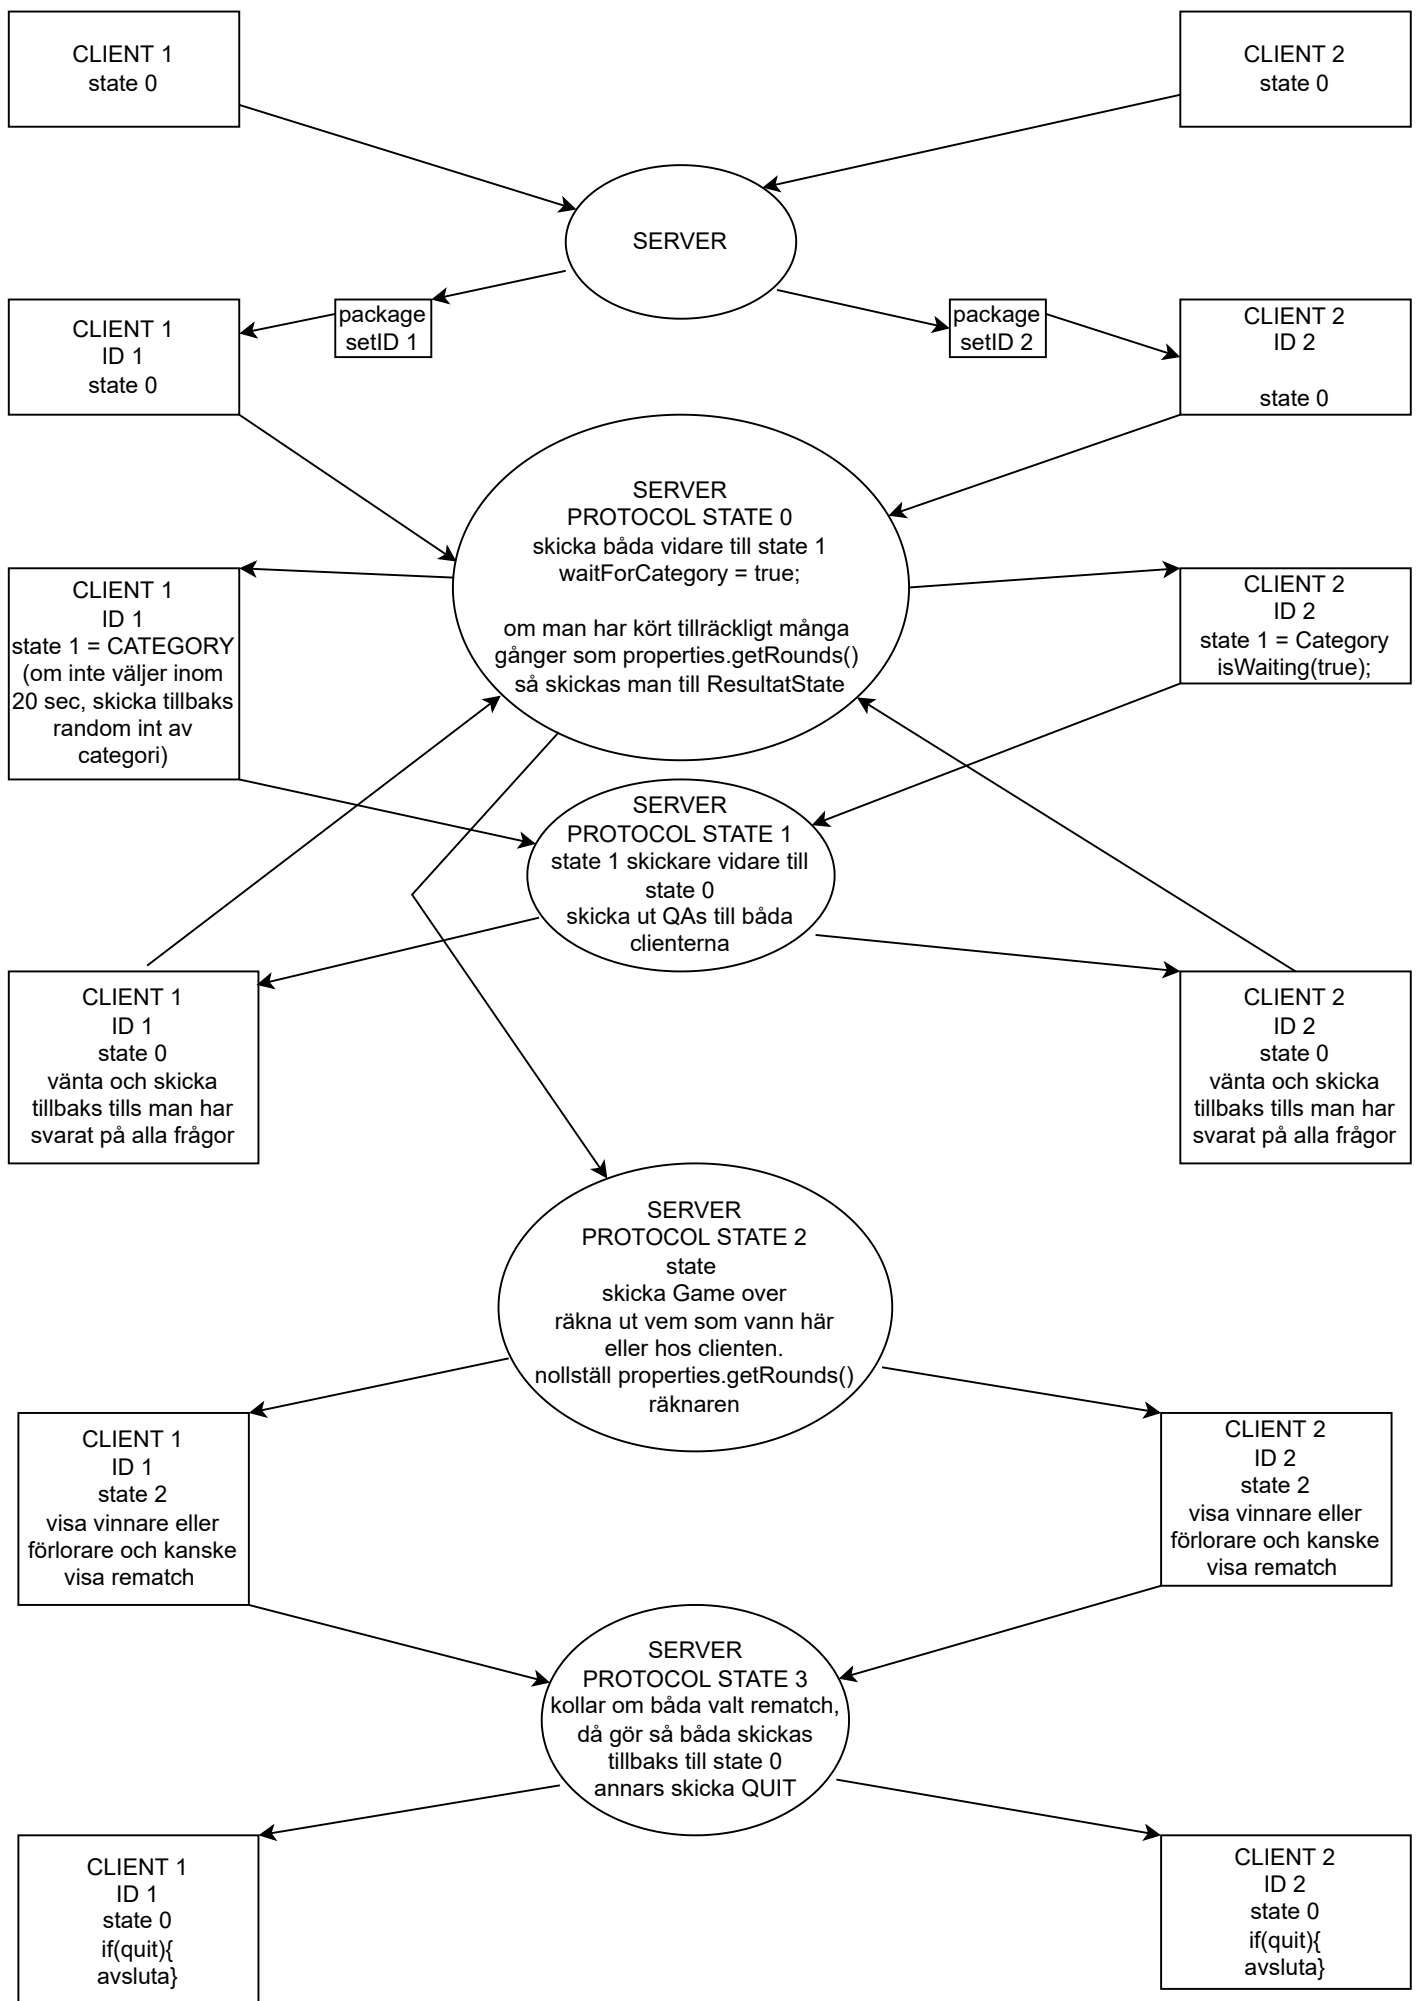 CLIENT 1
state 0
CLIENT 2
state 0
SERVER
CLIENT 1
ID 1
state 0
package
setID 1
package
setID 2
CLIENT 2
ID 2
state 0
SERVER
PROTOCOL STATE 0
skicka båda vidare till state 1
waitForCategory = true;
om man har kört tillräckligt många
gånger som properties.getRounds()
så skickas man till ResultatState
CLIENT 1
ID 1
state 1 = CATEGORY
(om inte väljer inom
20 sec, skicka tillbaks
random int av
categori)
CLIENT 2
ID 2
state 1 = Category
isWaiting(true);
SERVER
PROTOCOL STATE 1
state 1 skickare vidare till
state 0
skicka ut QAs till båda
clienterna
CLIENT 1
ID 1
state 0
vänta och skicka
tillbaks tills man har
svarat på alla frågor
CLIENT 2
ID 2
state 0
vänta och skicka
tillbaks tills man har
svarat på alla frågor
SERVER
PROTOCOL STATE 2
state
skicka Game over
räkna ut vem som vann här
eller hos clienten.
nollställ properties.getRounds()
räknaren
CLIENT 1
ID 1
state 2
visa vinnare eller
förlorare och kanske
visa rematch
CLIENT 2
ID 2
state 2
visa vinnare eller
förlorare och kanske
visa rematch
SERVER
PROTOCOL STATE 3
kollar om båda valt rematch,
då gör så båda skickas
tillbaks till state 0
annars skicka QUIT
CLIENT 1
ID 1
state 0
if(quit){
avsluta}
CLIENT 2
ID 2
state 0
if(quit){
avsluta}